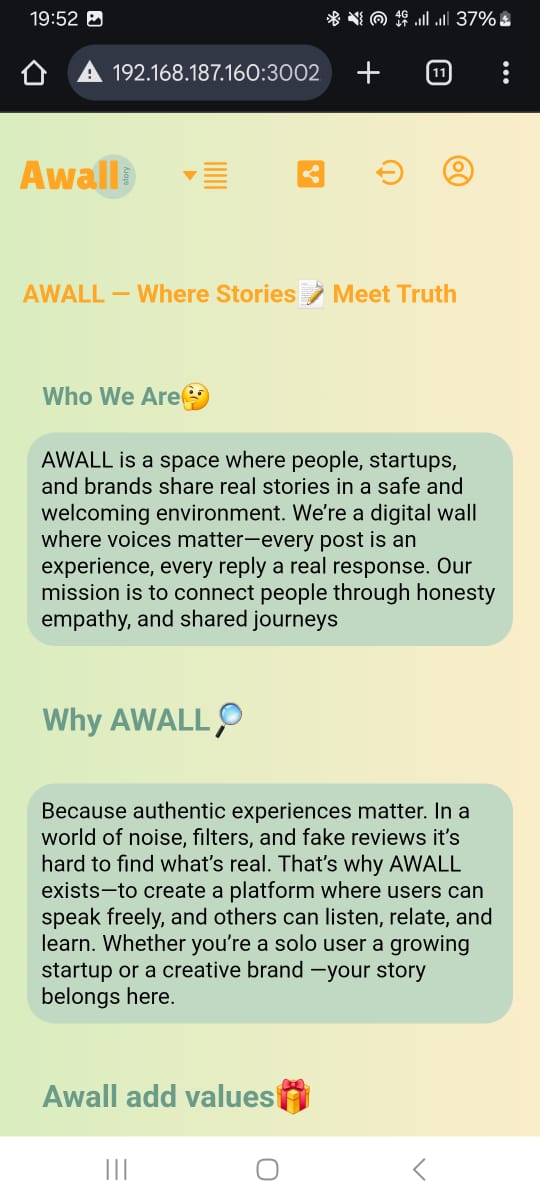 19:52
4G
37%
192.168.187.160:3002
11
Awall
story
AWALL — Where Stories📝 Meet Truth
Who We Are🤔
AWALL is a space where people, startups,
and brands share real stories in a safe and
welcoming environment. We’re a digital wall
where voices matter—every post is an
experience, every reply a real response. Our
mission is to connect people through honesty
empathy, and shared journeys
Why AWALL🔎
Because authentic experiences matter. In a
world of noise, filters, and fake reviews it’s
hard to find what’s real. That’s why AWALL
exists—to create a platform where users can
speak freely, and others can listen, relate, and
learn. Whether you’re a solo user a growing
startup or a creative brand —your story
belongs here.
Awall add values🎁